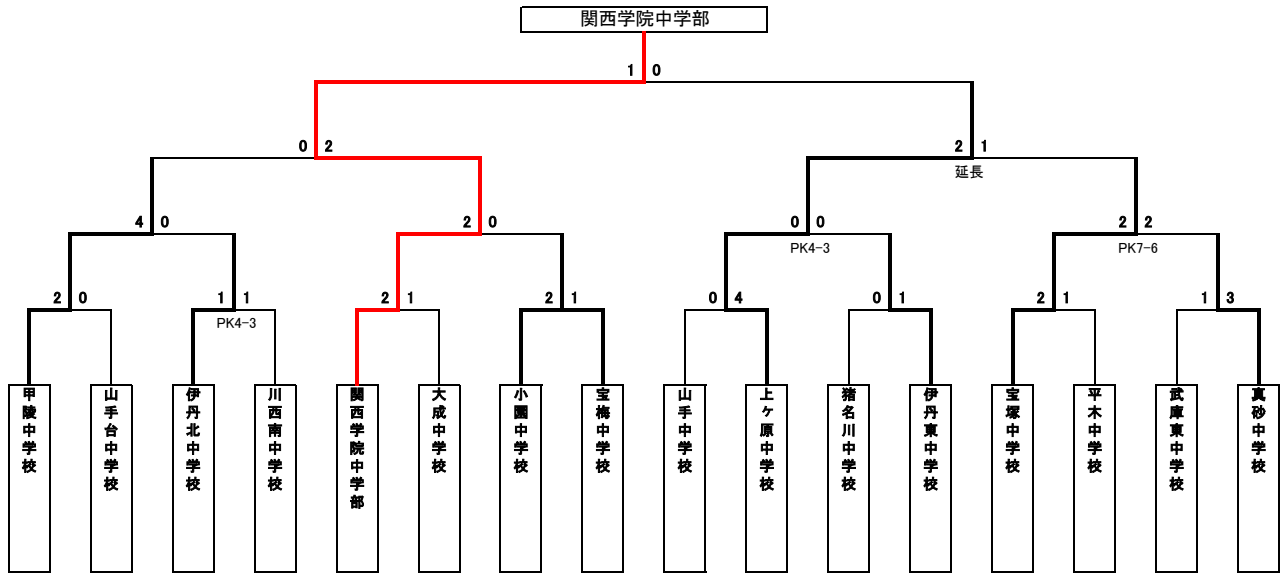 関西学院中学部
1 0
0 2
2 1
延長
4 0
2 0
0 0
PK4-3
2 2
PK7-6
2 0
1 1
PK4-3
2 1
2 1
0 4
0 1
2 1
1 3
甲陵中学校
山手台中学校
伊丹北中学校
川西南中学校
関西学院中学部
大成中学校
小園中学校
宝梅中学校
山手中学校
上ヶ原中学校
猪名川中学校
伊丹東中学校
宝塚中学校
平木中学校
武庫東中学校
真砂中学校